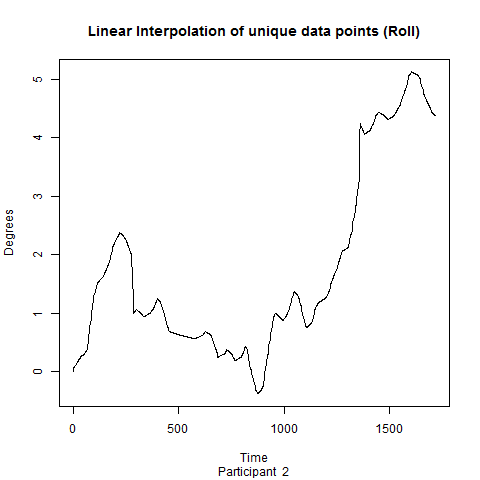 Linear Interpolation of unique data points (Roll)
Degrees
5
4
3
2
1
0
0 500 1000 1500
Time
Participant 2